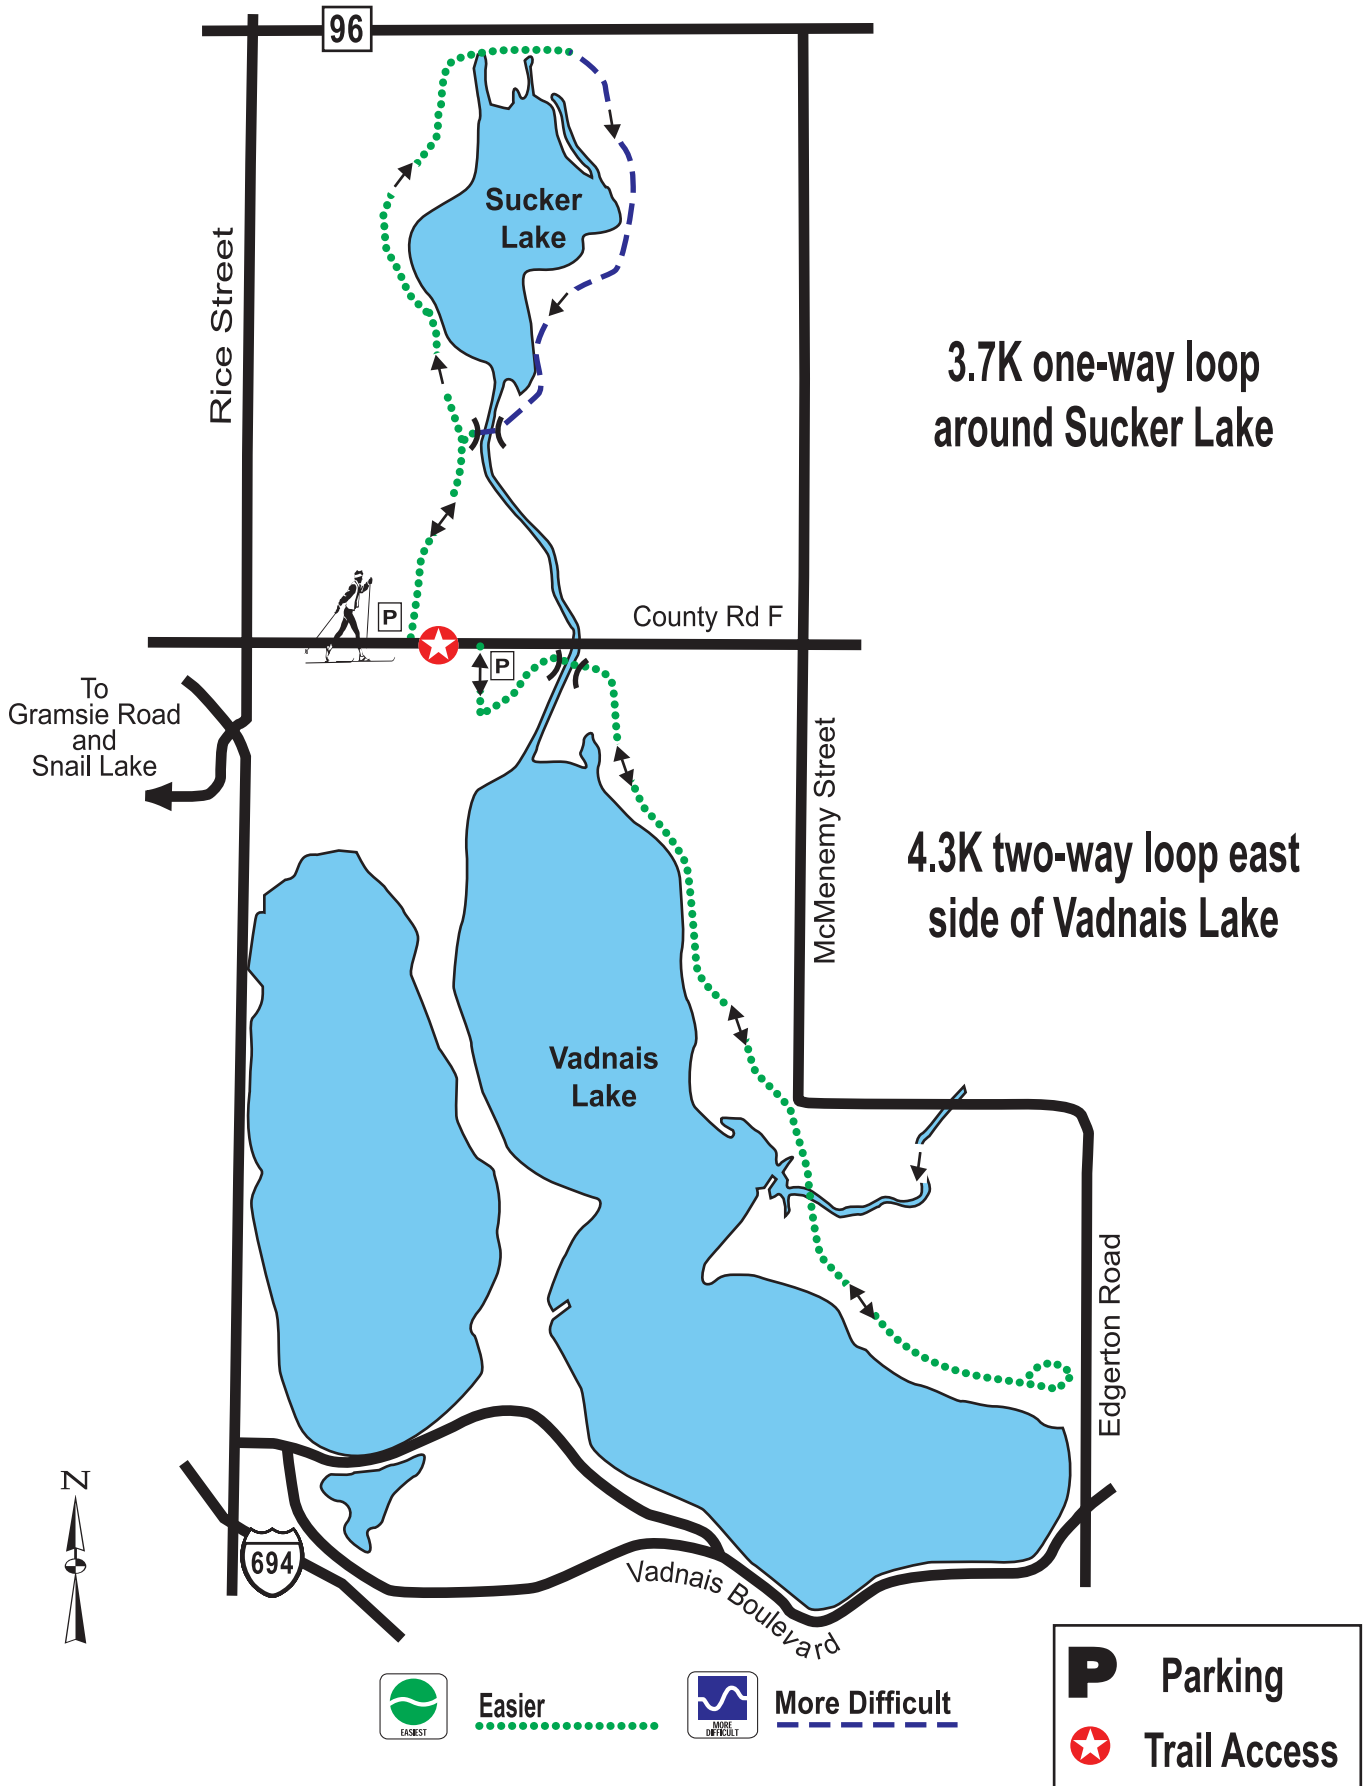 96
Sucker
Lake
Rice Street
3.7K one-way loop
around Sucker Lake
P
County Rd F
P
To
Gramsie Road
and
Snail Lake
McMenemy Street
4.3K two-way loop east
side of Vadnais Lake
Vadnais
Lake
Edgerton Road
N
694
Vadnais Boulevard
EASIEST
Easier
MORE
DIFFICULT
More Difficult
P Parking
Trail Access